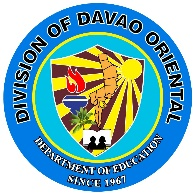 DIVISION OF DAVAO ORIENTAL
DEPARTMENT OF EDUCATION
SINCE 1967